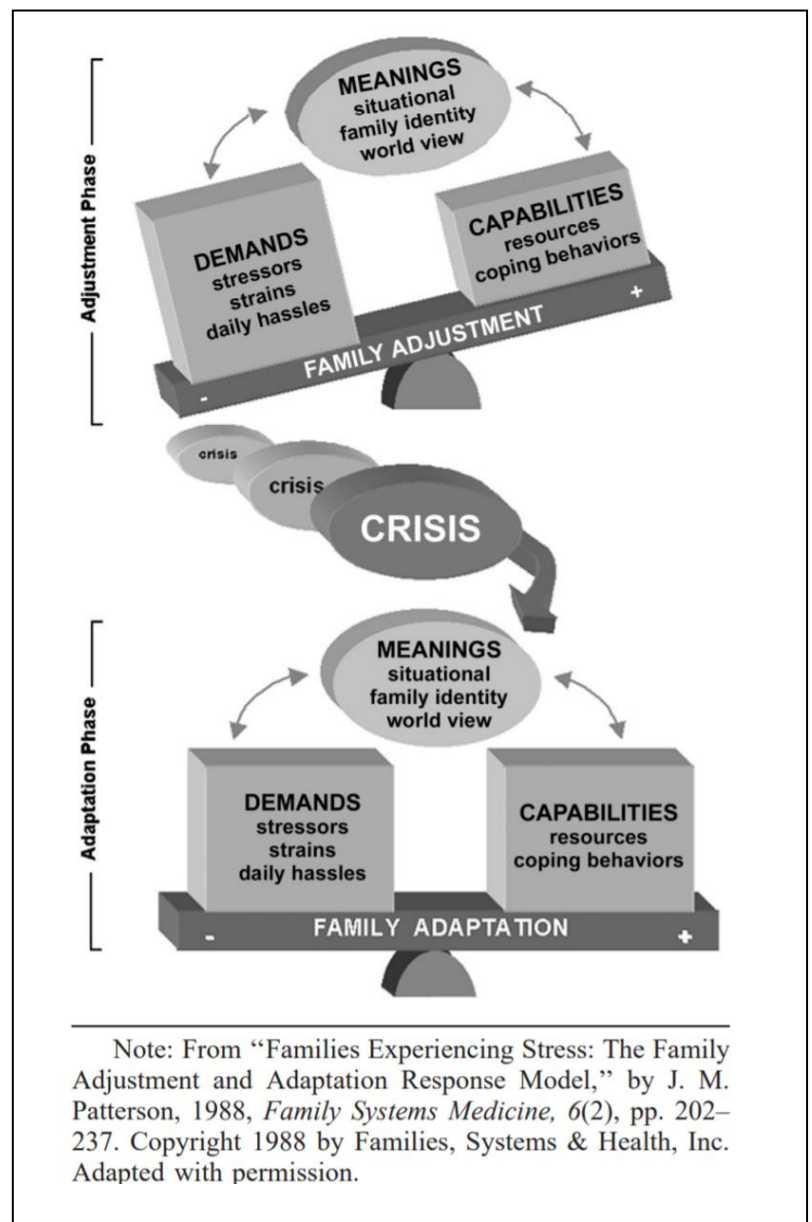 Adjustment Phase
MEANINGS
situational
family identity
world view
DEMANDS
stressors
strains
daily hassles
CAPABILITIES
resources
coping behaviors
-
+
FAMILY ADJUSTMENT
crisis
crisis
CRISIS
Adaptation Phase
MEANINGS
situational
family identity
world view
DEMANDS
stressors
strains
daily hassles
CAPABILITIES
resources
coping behaviors
- FAMILY ADAPTATION +
Note: From ‘‘Families Experiencing Stress: The Family
Adjustment and Adaptation Response Model,’’ by J. M.
Patterson, 1988, Family Systems Medicine, 6(2), pp. 202–
237. Copyright 1988 by Families, Systems & Health, Inc.
Adapted with permission.